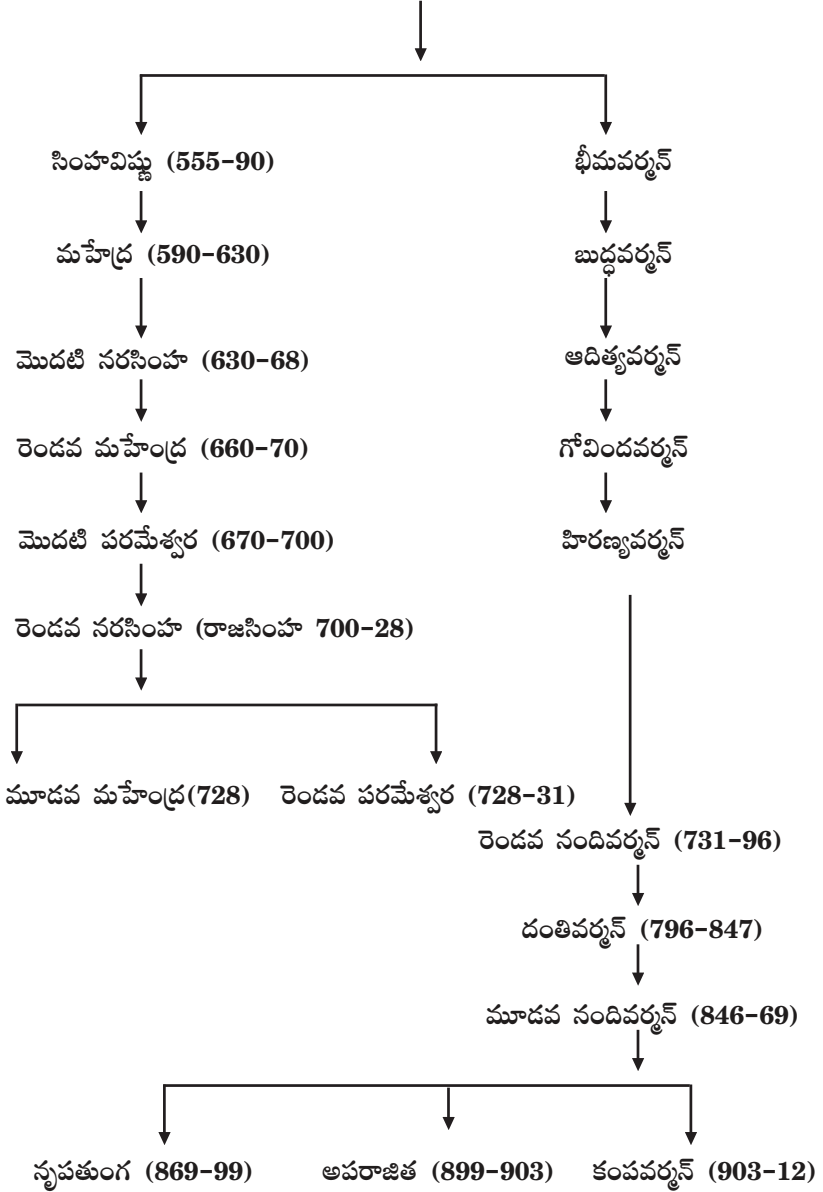 సింహవిష్ణు (555-90) భీమవర్మన్
మహేద్ర (590-630) బుద్ధవర్మన్
మొదటి నరసింహ (630-68) ఆదిత్యవర్మన్
రెండవ మహేంద్ర (660-70) గోవిందవర్మన్
మొదటి పరమేశ్వర (670-700) హిరణ్యవర్మన్
రెండవ నరసింహ (రాజసింహ 700-28)
మూడవ మహేంద్ర(728) రెండవ పరమేశ్వర (728-31)
రెండవ నందివర్మన్ (731-96)
దంతివర్మన్ (796-847)
మూడవ నందివర్మన్ (846-69)
నృపతుంగ (869-99) అపరాజిత (899-903) కంపవర్మన్ (903-12)